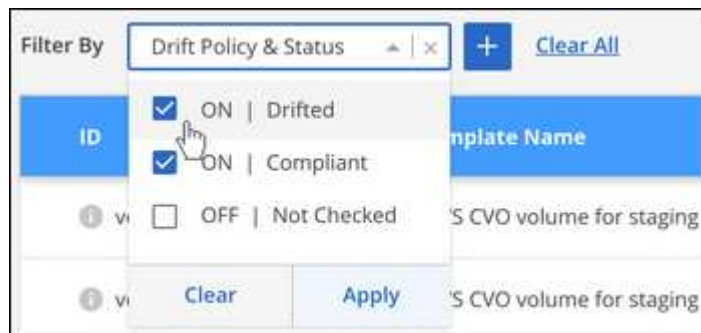 Filter By Drift Policy & Status Clear All
ON | Drifted
ID mplate Name
ON | Compliant
OFF | Not Checked
S CVO volume for staging
Clear Apply
S CVO volume for staging